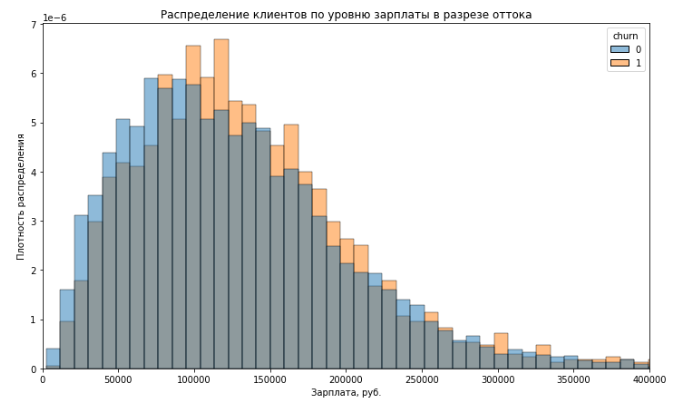 Распределение клиентов по уровню зарплаты в разрезе оттока
1e−6
churn
0
1
Плотность распределения
7
6
5
4
3
2
1
0
0 50000 100000 150000 200000 250000 300000 350000 400000
Зарплата, руб.